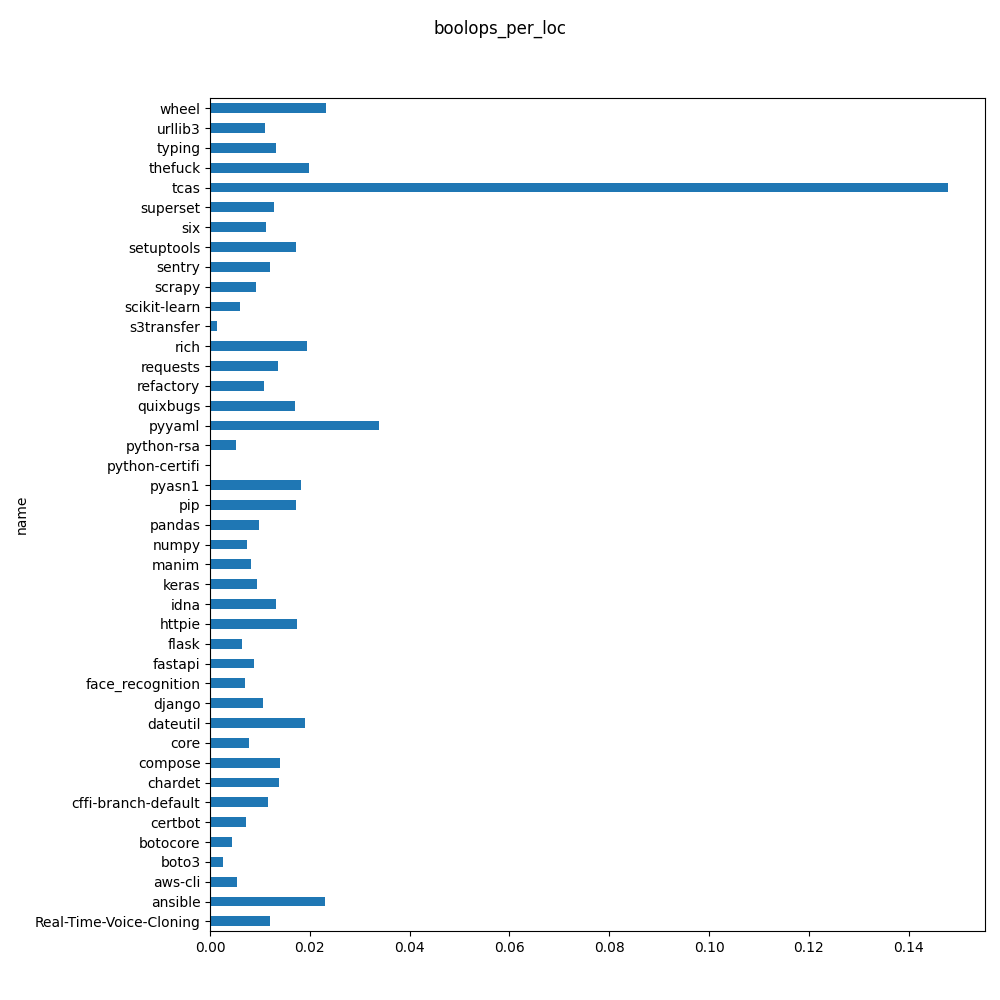 boolops_per_loc
wheel
urllib3
typing
thefuck
tcas
superset
six
setuptools
sentry
scrapy
scikit-learn
s3transfer
rich
requests
refactory
quixbugs
pyyaml
python-rsa
python-certifi
pyasn1
pip
pandas
numpy
manim
keras
idna
httpie
flask
fastapi
face_recognition
django
dateutil
core
compose
chardet
cffi-branch-default
certbot
botocore
boto3
aws-cli
ansible
Real-Time-Voice-Cloning
name
0.00 0.02 0.04 0.06 0.08 0.10 0.12 0.14